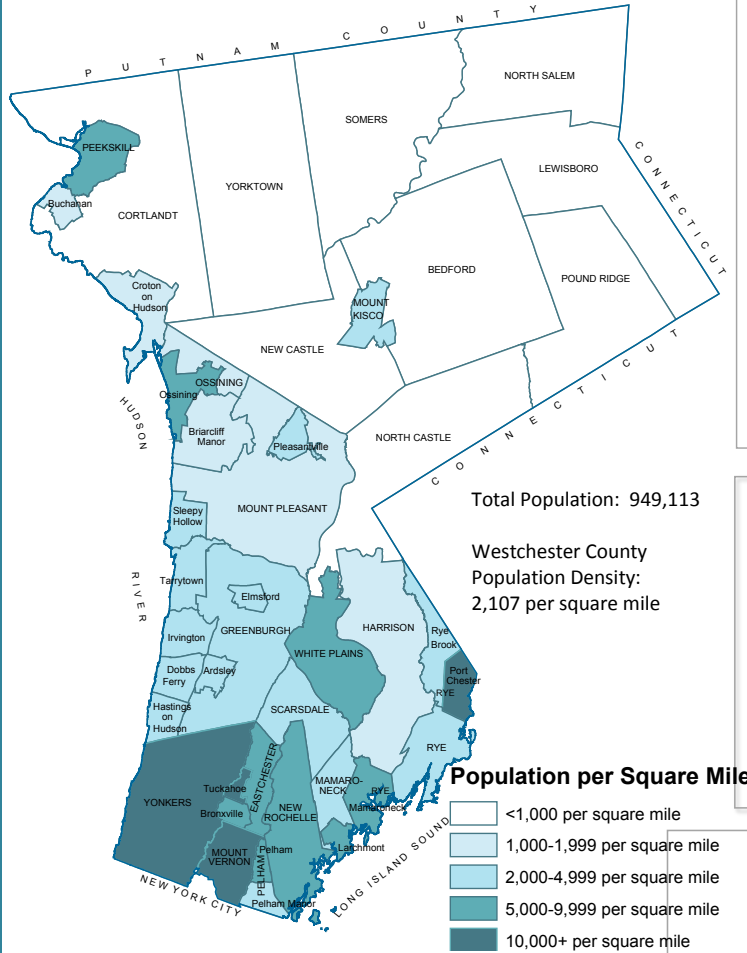 PUTNAM COUNTY
NORTH SALEM
SOMERS
PEEKSKILL
LEWISBORO
CONNECTICUT
YORKTOWN
Buchanan
CORTLANDT
BEDFORD
POUND RIDGE
Croton
on
Hudson
MOUNT
KISCO
NEW CASTLE
OSSINING
Ossining
HUDSON
Briarcliff
Manor
Pleasantville
NORTH CASTLE
CONNECTICUT
Total Population: 949,113
Westchester County
Population Density:
2,107 per square mile
Sleepy
Hollow
MOUNT PLEASANT
RIVER
Tarrytown
Elmsford
GREENBURGH
HARRISON
Rye
Brook
Irvington
WHITE PLAINS
Port
Chester
RYE
Dobbs
Ferry
Ardsley
Hastings
on
Hudson
SCARSDALE
RYE
EASTCHESTER
Tuckahoe
MAMARO-
NECK
RYE
YONKERS
Bronxville
NEW
ROCHELLE
Mamaroneck
MOUNT
VERNON
Pelham
Larchmont
PELHAM
Pelham Manor
NEW YORK CITY
LONG ISLAND SOUND
Population per Square Mile
<1,000 per square mile
1,000-1,999 per square mile
2,000-4,999 per square mile
5,000-9,999 per square mile
10,000+ per square mile